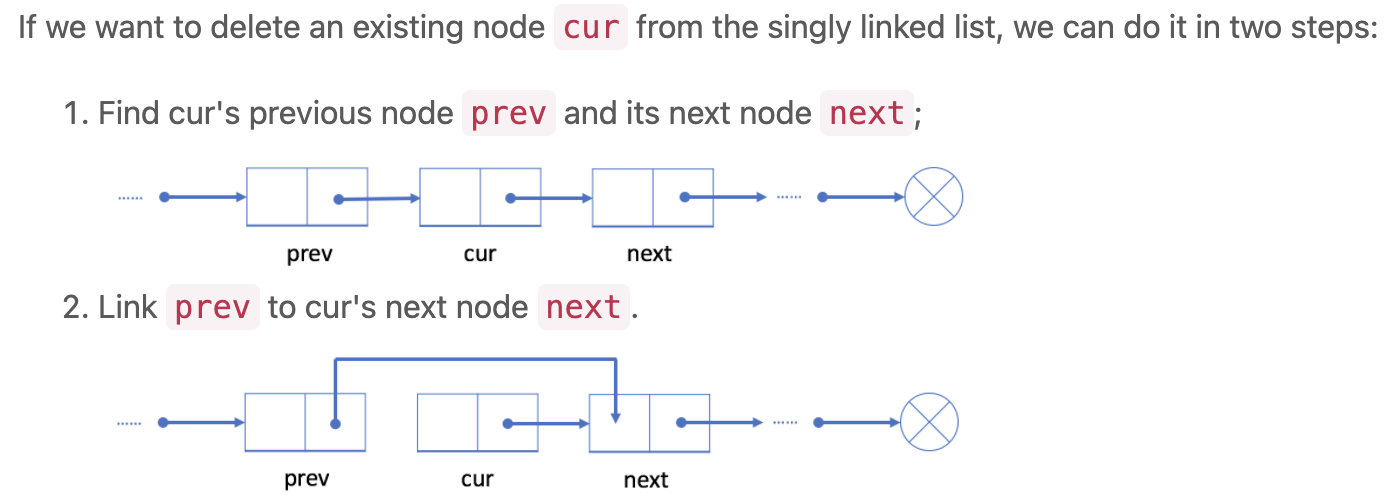 If we want to delete an existing node cur from the singly linked list, we can do it in two steps:
1. Find cur's previous node prev and its next node next;
...... ......
prev cur next
2. Link prev to cur's next node next.
...... ......
prev cur next